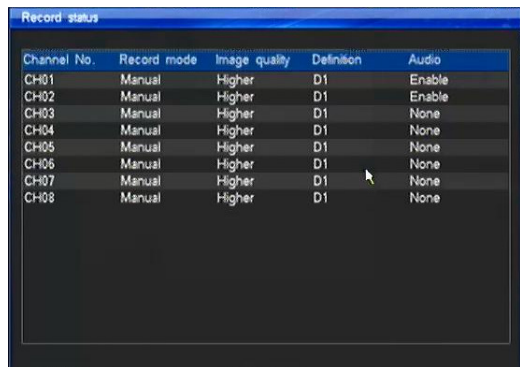 Record status
Channel No. Record mode Image quality Definition Audio
CH01 Manual Higher D1 Enable
CH02 Manual Higher D1 Enable
CH03 Manual Higher D1 None
CH04 Manual Higher D1 None
CH05 Manual Higher D1 None
CH06 Manual Higher D1 None
CH07 Manual Higher D1 None
CH08 Manual Higher D1 None